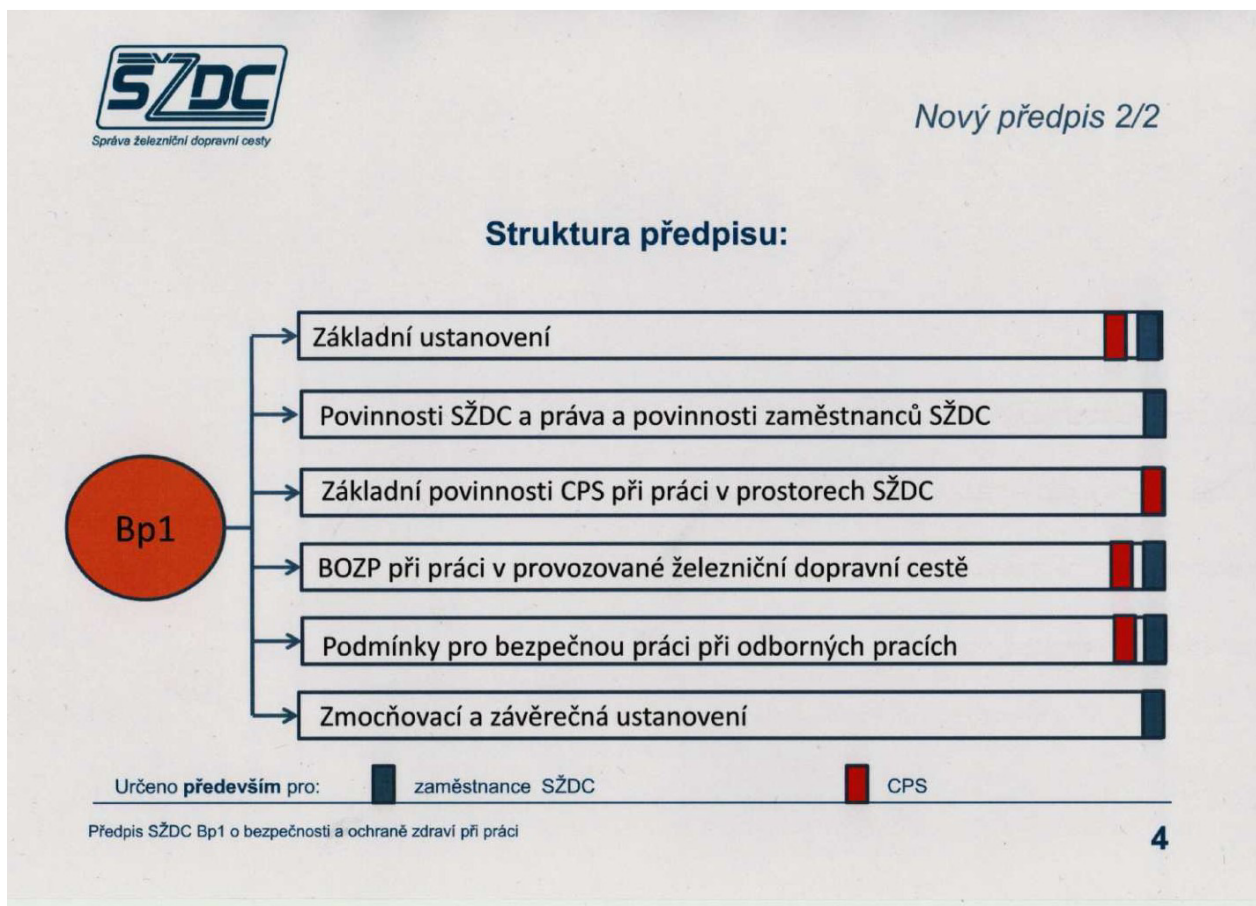 SŽDC
Správa železniční dopravní cesty
Nový předpis 2/2
Struktura předpisu:
Bp1
Základní ustanovení
Povinnosti SŽDC a práva a povinnosti zaměstnanců SŽDC
Základní povinnosti CPS při práci v prostorech SŽDC
BOZP při práci v provozované železniční dopravní cestě
Podmínky pro bezpečnou práci při odborných pracích
Zmocňovací a závěrečná ustanovení
Určeno především pro: zaměstnance SŽDC CPS
Předpis SŽDC Bp1 o bezpečnosti a ochraně zdraví při práci
4